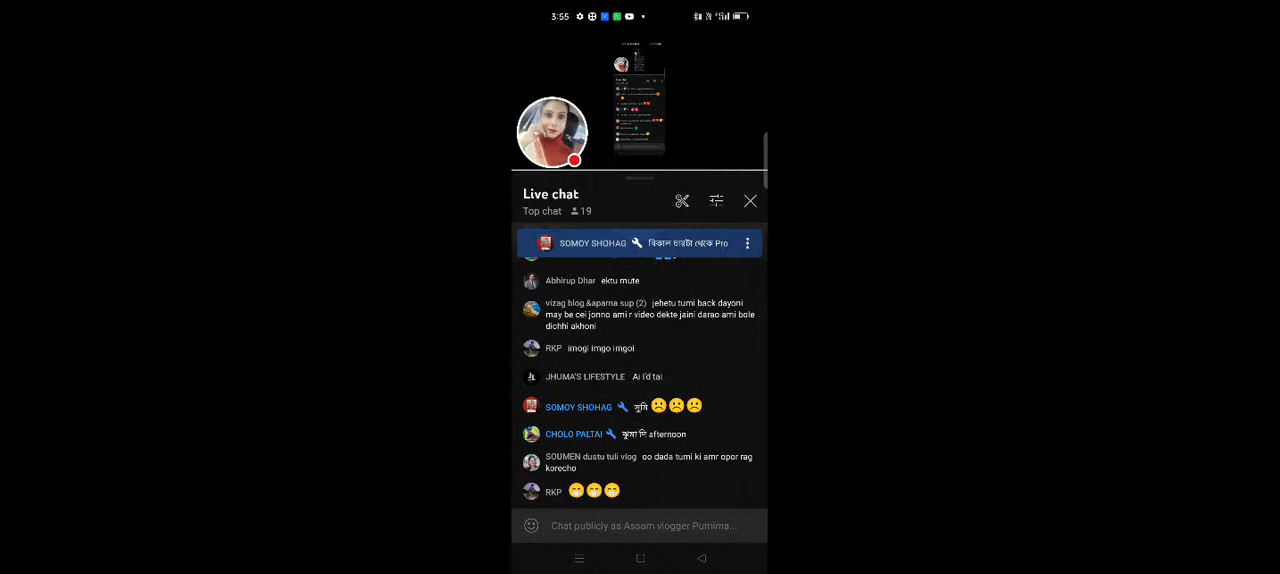 3:55
Live chat
Top chat 19
SOMOY SHOHAG বিকাল চারটা থেকে Pro
Abhirup Dhar ektu mute
vizag blog &aparna sup (2) jehetu tumi back dayoni
may be cei jonno ami r video dekte jaini darao ami bole
dichhi akhoni
RKP imogi imgo imgoi
JHUMA'S LIFESTYLE Ai I'd tai
SOMOY SHOHAG সুমি ☹️☹️☹️
CHOLO PALTAI ঝুমা দি afternoon
SOUMEN dustu tuli vlog oo dada tumi ki amr opor rag
korecho
RKP 😁😁😁
Chat publicly as Assam vlogger Purnima...